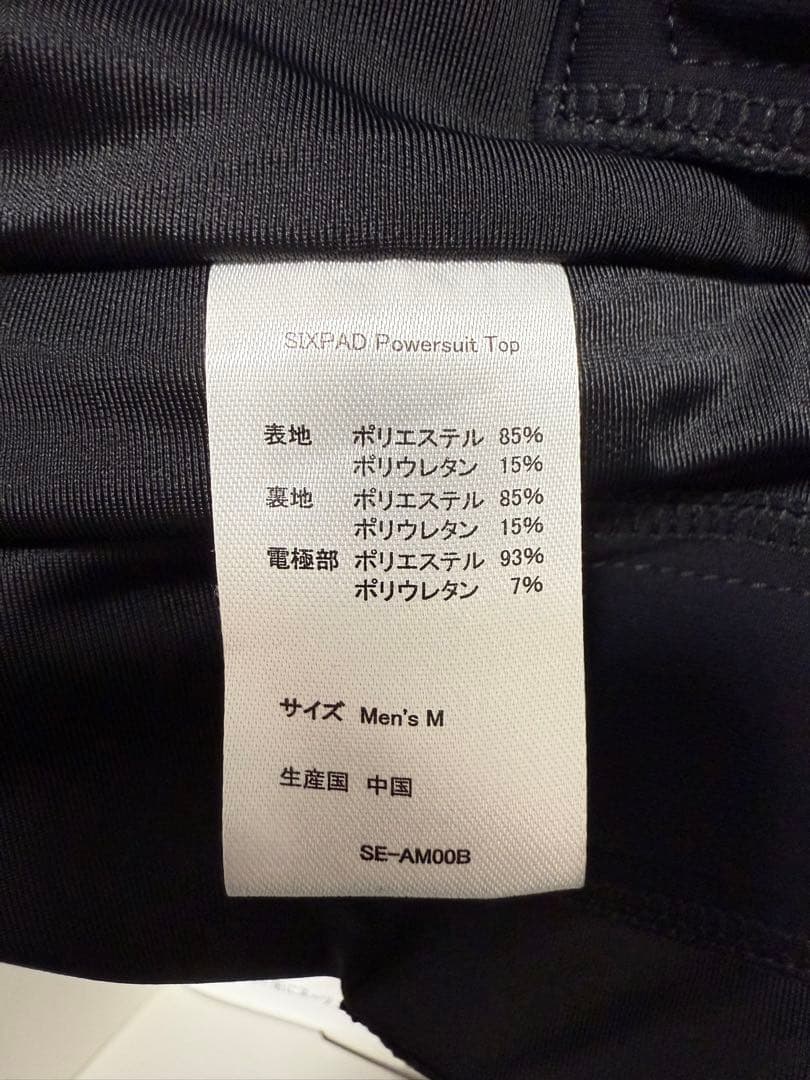 SIXPAD Powersuit Top
表地 ポリエステル 85%
ポリウレタン 15%
裏地 ポリエステル 85%
ポリウレタン 15%
電極部 ポリエステル 93%
ポリウレタン 7%
サイズ Men's M
生産国 中国
SE-AM00B